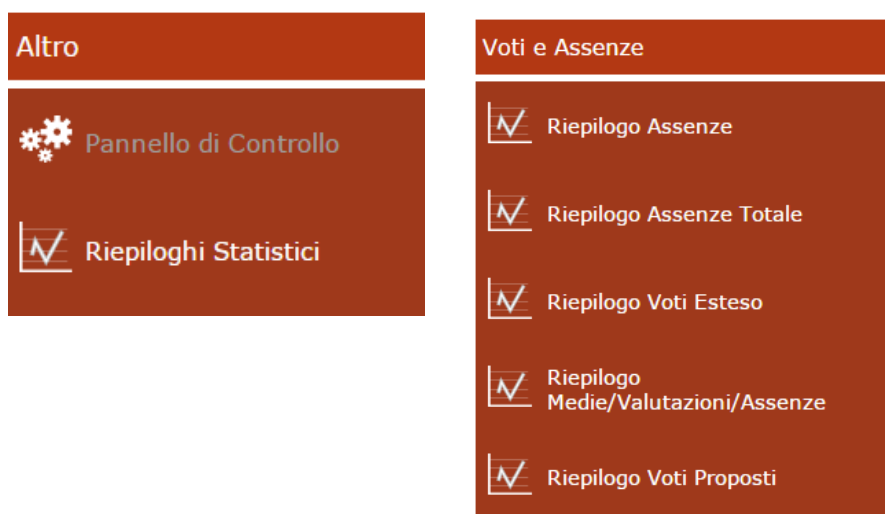 Altro
Pannello di Controllo
Riepiloghi Statistici
Voti e Assenze
Riepilogo Assenze
Riepilogo Assenze Totale
Riepilogo Voti Esteso
Riepilogo
Medie/Valutazioni/Assenze
Riepilogo Voti Proposti